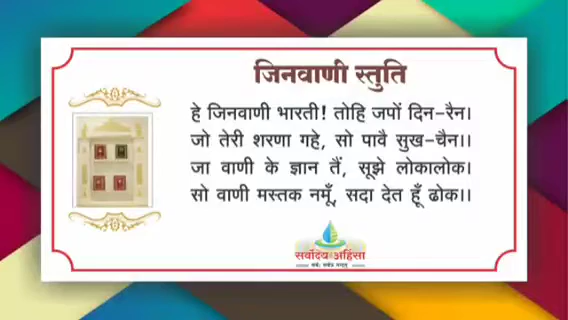 जिनवाणी स्तुति
हे जिनवाणी भारती! तोहि जपों दिन-रैन।
जो तेरी शरणा गहे, सो पावै सुख-चैन।।
जा वाणी के ज्ञान तैं, सूझे लोकालोक।
सो वाणी मस्तक नमूँ, सदा देत हूँ ढोक।।
सर्वोदय अहिंसा